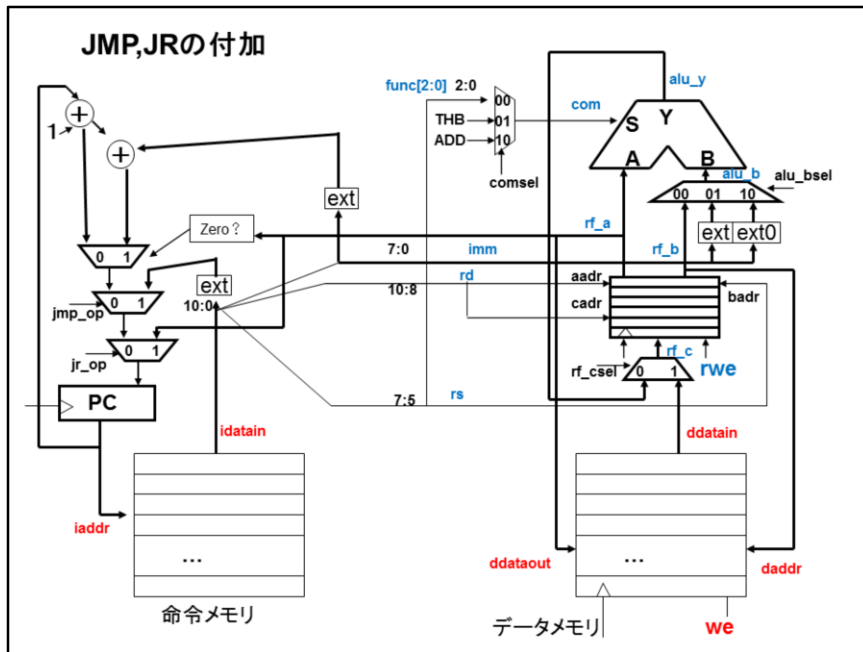 JMP,JRの付加
func[2:0] 2:0
alu_y
00
com
S Y
+
1
THB
01
ADD
10
A B
+
comsel
alu_b
alu_bsel
00 01 10
ext
ext ext0
Zero？
rf_a
rf_b
7:0
imm
0 1
rd
aadr
ext
10:8
badr
10:0
cadr
0 1
jmp_op
0 1
rf_c
jr_op
rf_csel
0 1
rwe
PC
7:5
rs
idatain
ddatain
iaddr
...
ddataout
...
daddr
命令メモリ
データメモリ
we